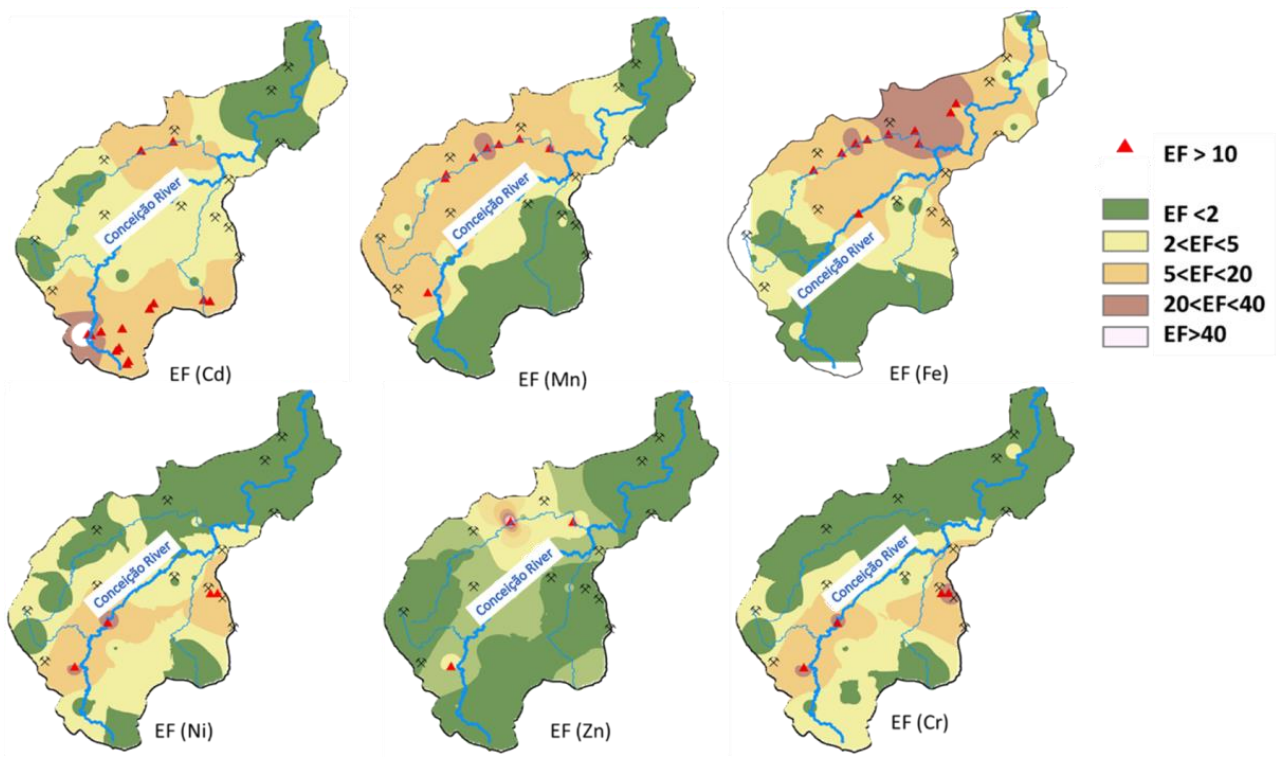 Conceição River
EF (Cd)
Conceição River
EF (Mn)
Conceição River
EF (Fe)
EF > 10
EF <2
2<EF<5
5<EF<20
20<EF<40
EF>40
Conceição River
EF (Ni)
Conceição River
EF (Zn)
Conceição River
EF (Cr)